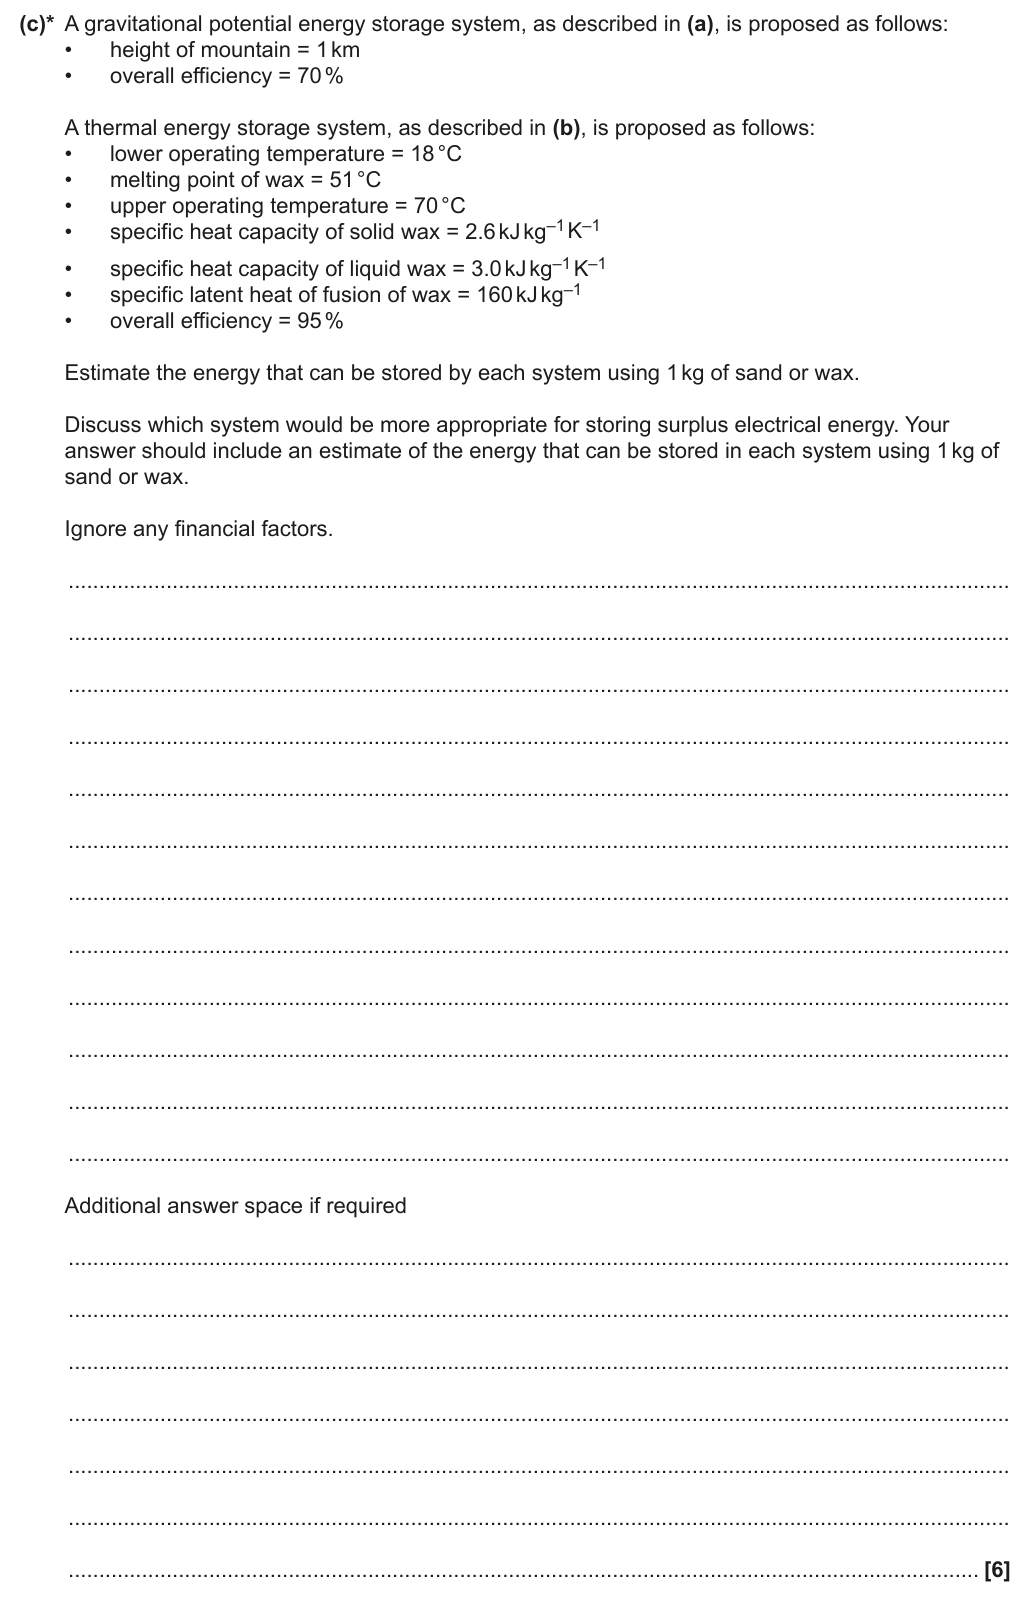 (c)* A gravitational potential energy storage system, as described in (a), is proposed as follows:
• height of mountain = 1 km
• overall efficiency = 70 %
A thermal energy storage system, as described in (b), is proposed as follows:
• lower operating temperature = 18 °C
• melting point of wax = 51 °C
• upper operating temperature = 70 °C
• specific heat capacity of solid wax = 2.6 kJ kg⁻¹ K⁻¹
• specific heat capacity of liquid wax = 3.0 kJ kg⁻¹ K⁻¹
• specific latent heat of fusion of wax = 160 kJ kg⁻¹
• overall efficiency = 95 %
Estimate the energy that can be stored by each system using 1 kg of sand or wax.
Discuss which system would be more appropriate for storing surplus electrical energy. Your
answer should include an estimate of the energy that can be stored in each system using 1 kg of
sand or wax.
Ignore any financial factors.
Additional answer space if required
[6]